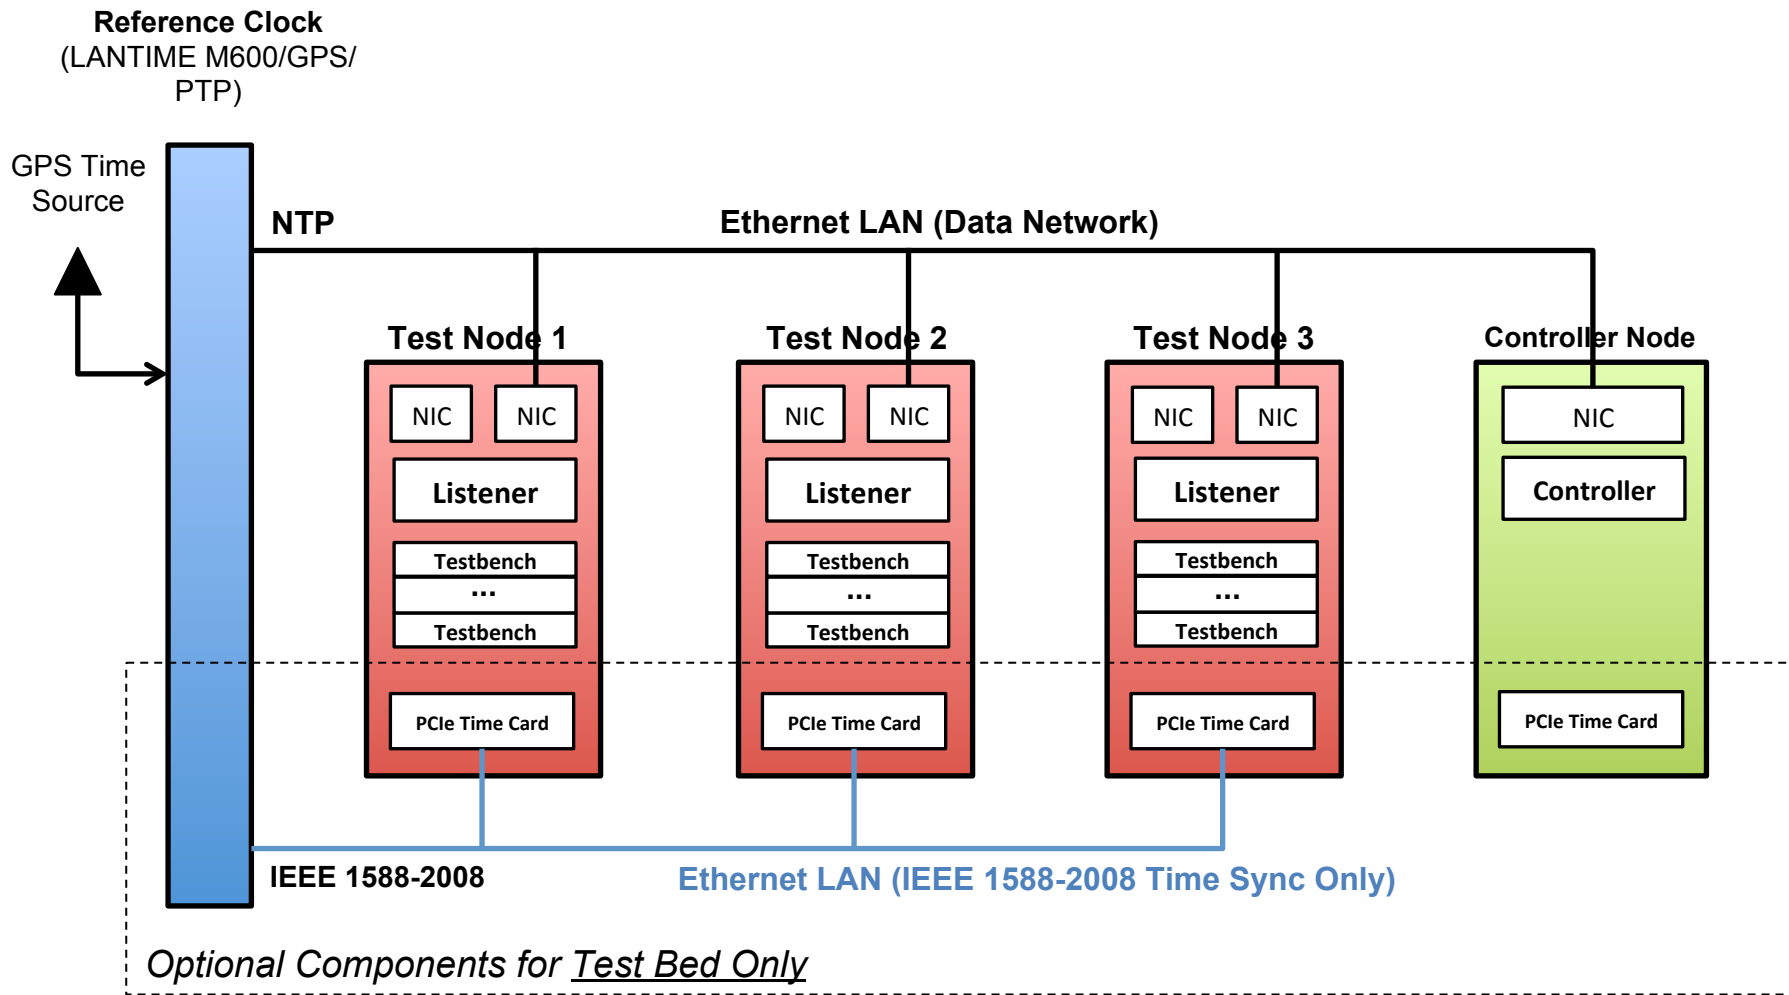 Reference Clock
(LANTIME M600/GPS/
PTP)
GPS Time
Source
NTP
Ethernet LAN (Data Network)
Test Node 1
Test Node 2
Test Node 3
Controller Node
NIC
NIC
NIC
NIC
NIC
NIC
NIC
Listener
Listener
Listener
Controller
Testbench
Testbench
Testbench
...
...
...
Testbench
Testbench
Testbench
PCIe Time Card
PCIe Time Card
PCIe Time Card
PCIe Time Card
IEEE 1588-2008
Ethernet LAN (IEEE 1588-2008 Time Sync Only)
Optional Components for Test Bed Only